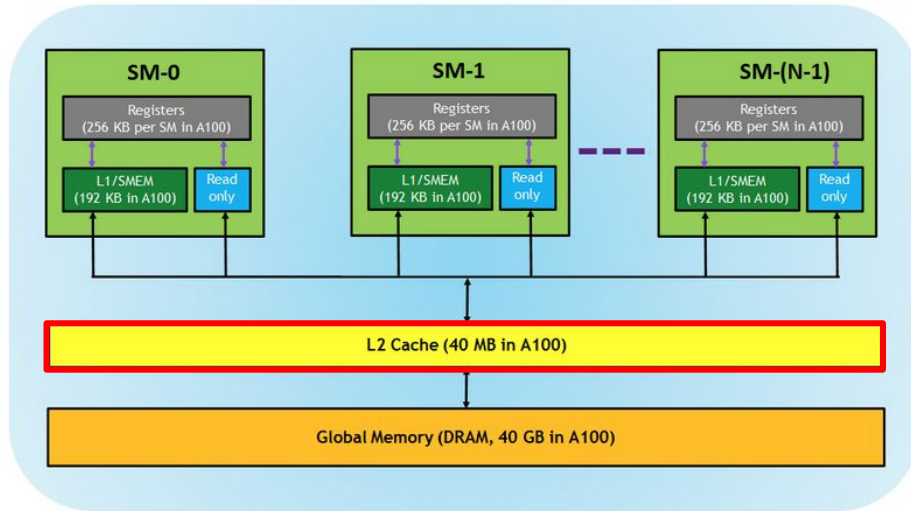 SM-0
Registers
(256 KB per SM in A100)
L1/SMEM
(192 KB in A100)
Read
only
SM-1
Registers
(256 KB per SM in A100)
L1/SMEM
(192 KB in A100)
Read
only
SM-(N-1)
Registers
(256 KB per SM in A100)
L1/SMEM
(192 KB in A100)
Read
only
L2 Cache (40 MB in A100)
Global Memory (DRAM, 40 GB in A100)